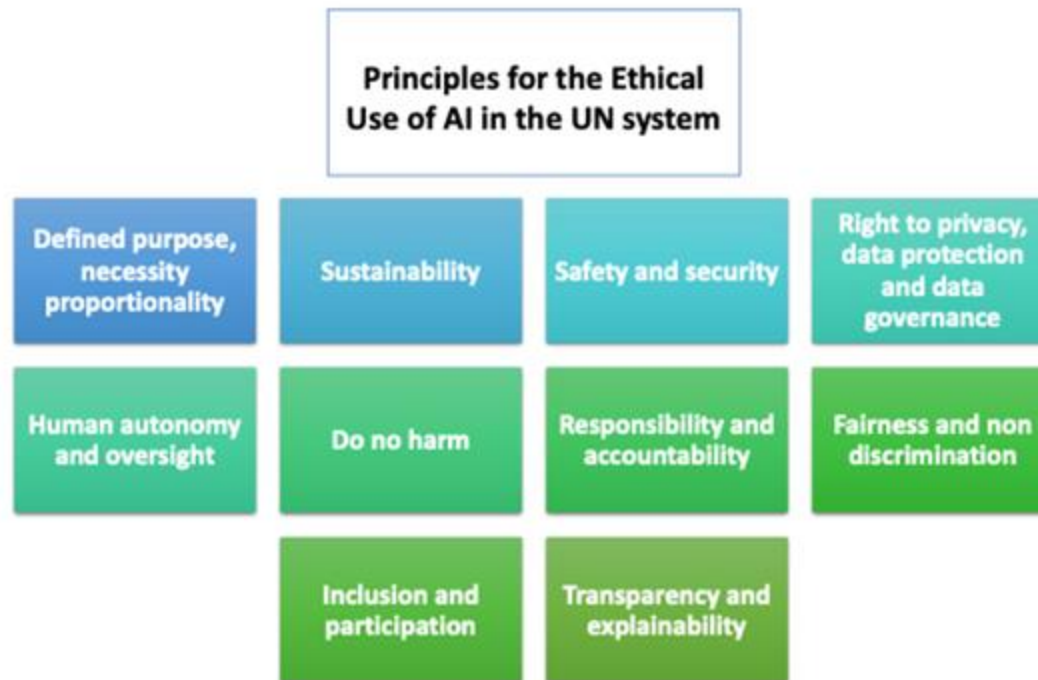 Principles for the Ethical
Use of AI in the UN system
Defined purpose,
necessity
proportionality
Sustainability
Safety and security
Right to privacy,
data protection
and data
governance
Human autonomy
and oversight
Do no harm
Responsibility and
accountability
Fairness and non
discrimination
Inclusion and
participation
Transparency and
explainability